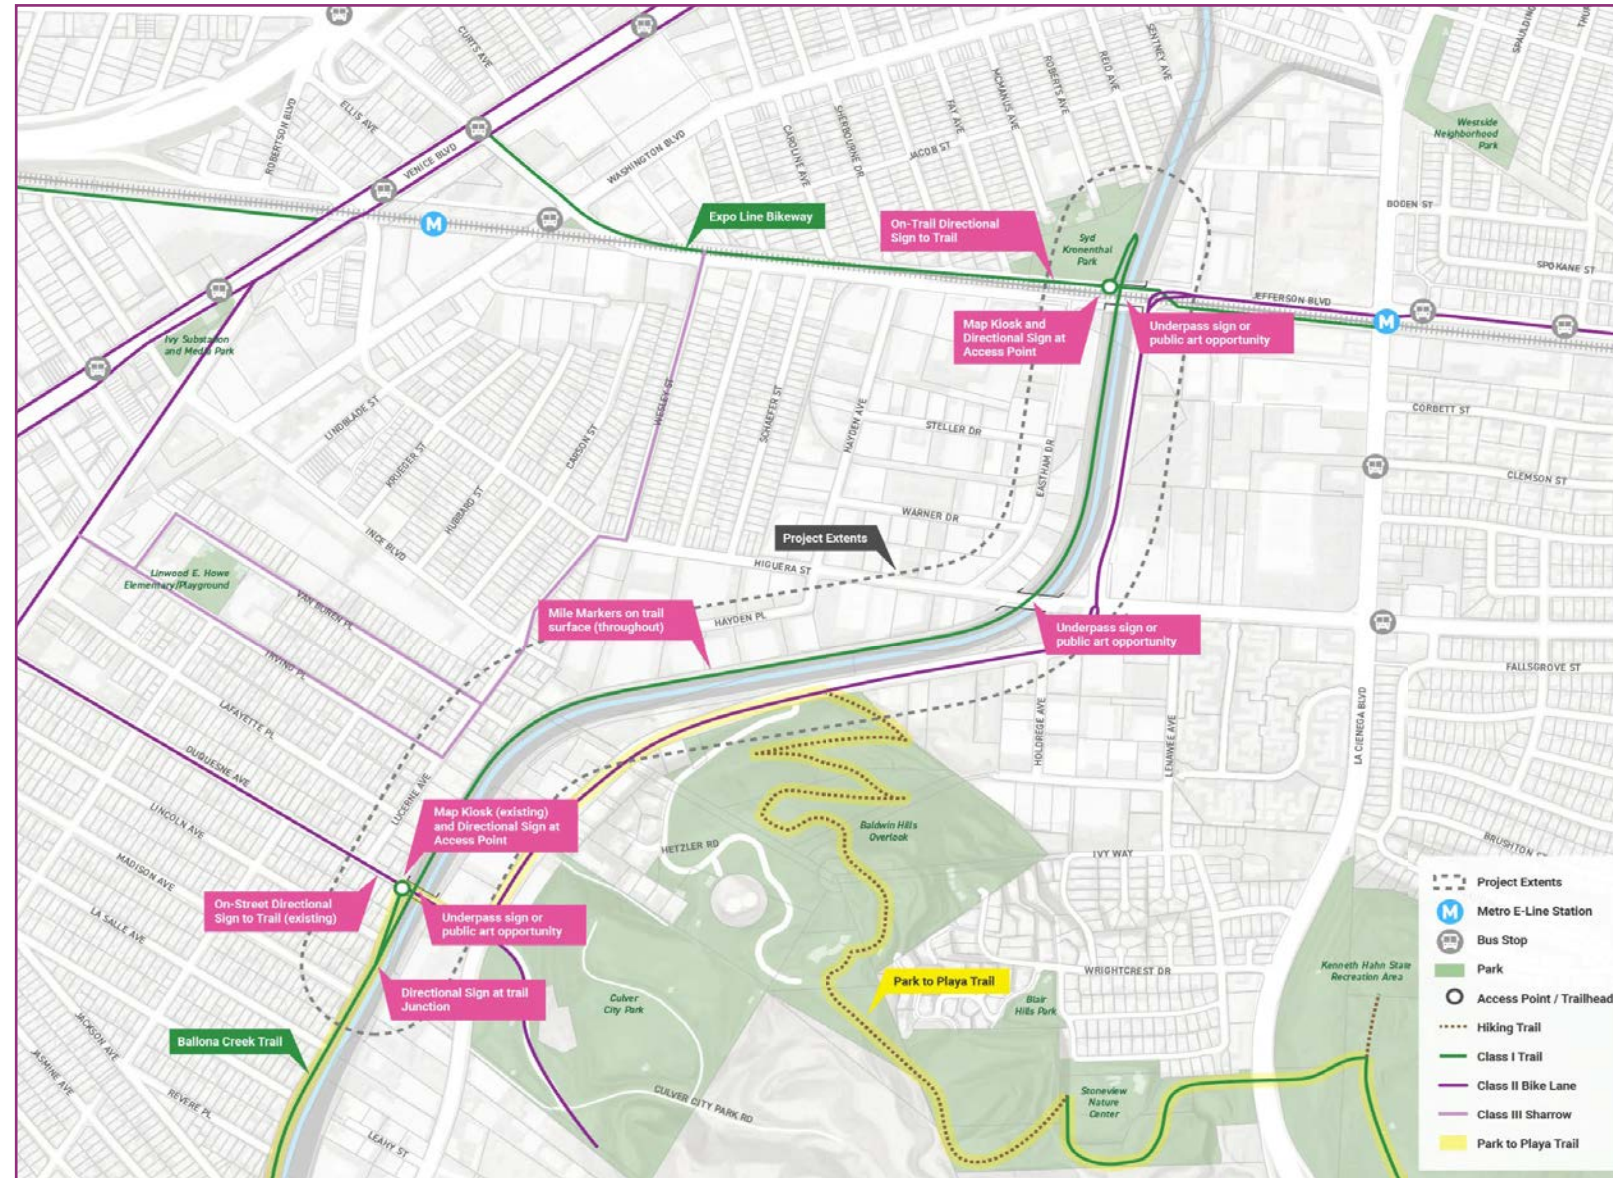 CURTS AVE
SENTNEY AVE
SPAULDING
THUR
REID AVE
ROBERTS AVE
MCMANUS AVE
FAY AVE
ELLIS AVE
ROBERTSON BLVD
SHERBOURNE DR
CAROLINE AVE
JACOB ST
WASHINGTON BLVD
VENICE BLVD
Westside
Neighborhood
Park
BODEN ST
Expo Line Bikeway
On-Trail Directional
Sign to Trail
Syd
Kronenthal
Park
SPOKANE ST
M
JEFFERSON BLVD
M
Map Kiosk and
Directional Sign at
Access Point
Underpass sign or
public art opportunity
Ivy Substation
and Media Park
LINDBLADE ST
KRUEGER ST
HUBBARD ST
CARSON ST
WESLEY ST
SCHAEFER ST
HAYDEN AVE
STELLER DR
EASTHAM DR
CORBETT ST
CLEMSON ST
WARNER DR
INCE BLVD
Project Extents
HIGUERA ST
Linwood E. Howe
Elementary/Playground
VAN BUREN PL
Mile Markers on trail
surface (throughout)
HAYDEN PL
Underpass sign or
public art opportunity
FALLSGROVE ST
IRVING PL
LAFAYETTE PL
DUQUESNE AVE
LINCOLN AVE
MADISON AVE
LA SALLE AVE
LUCERNE AVE
HOLDREGE AVE
LENAWEE AVE
LA CIENEGA BLVD
Map Kiosk (existing)
and Directional Sign at
Access Point
HETZLER RD
Baldwin Hills
Overlook
IVY WAY
BRUSHTON
On-Street Directional
Sign to Trail (existing)
Underpass sign or
public art opportunity
Directional Sign at trail
Junction
Culver
City Park
Park to Playa Trail
WRIGHTCREST DR
Blair
Hills Park
Kenneth Hahn State
Recreation Area
Ballona Creek Trail
JACKSON AVE
JASMINE AVE
REVERE PL
LEAHY ST
CULVER CITY PARK RD
Stoneview
Nature
Center
Project Extents
M Metro E-Line Station
Bus Stop
Park
Access Point / Trailhead
Hiking Trail
Class I Trail
Class II Bike Lane
Class III Sharrow
Park to Playa Trail